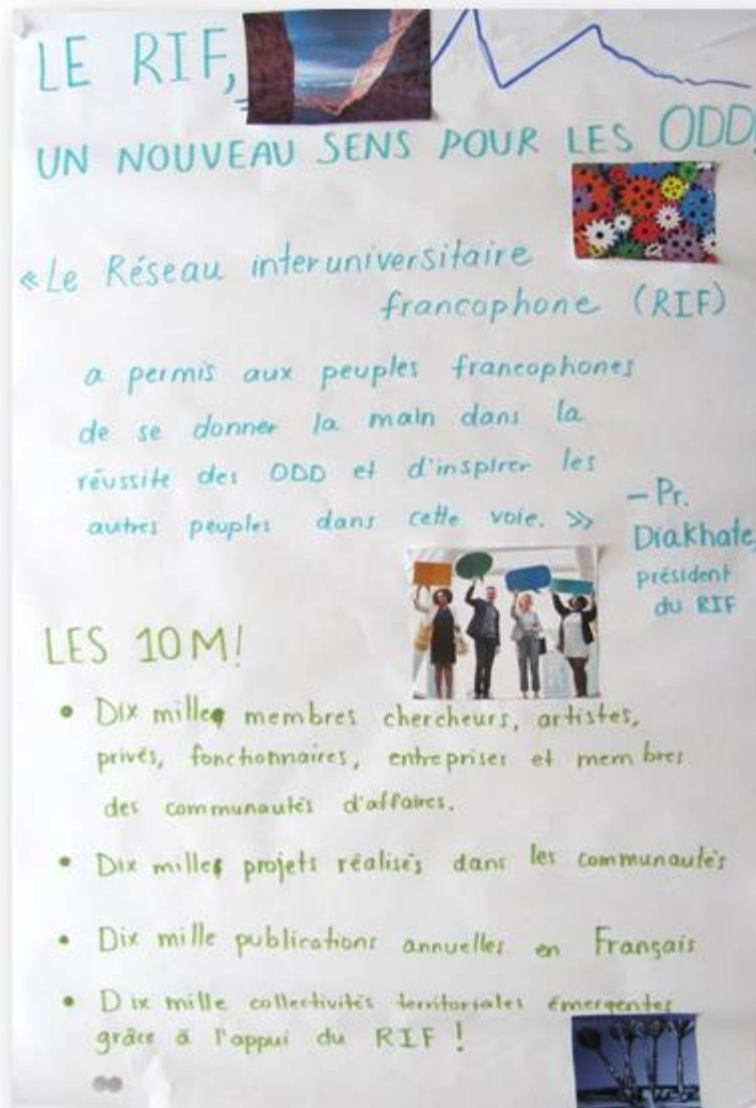 LE RIF,
UN NOUVEAU SENS POUR LES ODD!
«Le Réseau interuniversitaire
francophone (RIF)
a permis aux peuples francophones
de se donner la main dans la
réussite des ODD et d'inspirer les
autres peuples dans cette voie. »
– Pr.
Diakhate,
président
du RIF
LES 10M!
• Dix mille membres chercheurs, artistes,
privés, fonctionnaires, entreprises et membres
des communautés d'affaires.
• Dix mille projets réalisés dans les communautés
• Dix mille publications annuelles en Français
• Dix mille collectivités territoriales émergentes
grâce à l'appui du RIF !